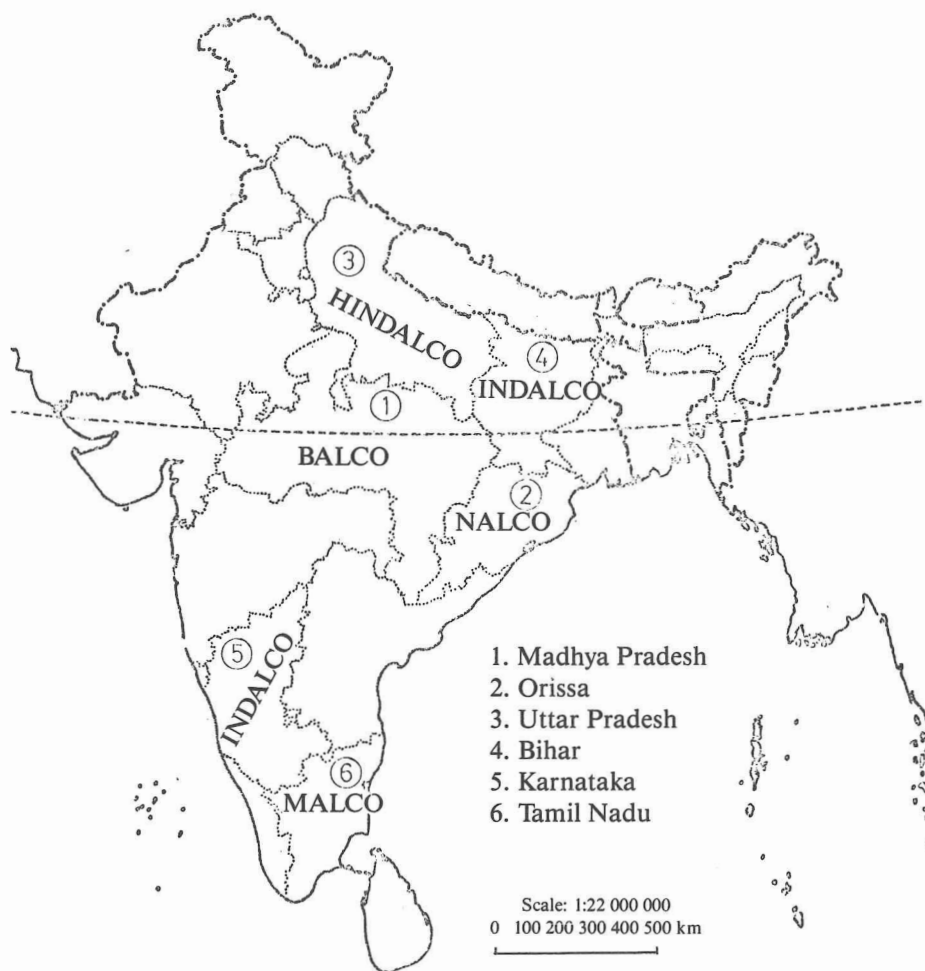 3
HINDALCO
4
INDALCO
1
BALCO
2
NALCO
5
INDALCO
6
MALCO
1. Madhya Pradesh
2. Orissa
3. Uttar Pradesh
4. Bihar
5. Karnataka
6. Tamil Nadu
Scale: 1:22 000 000
0 100 200 300 400 500 km